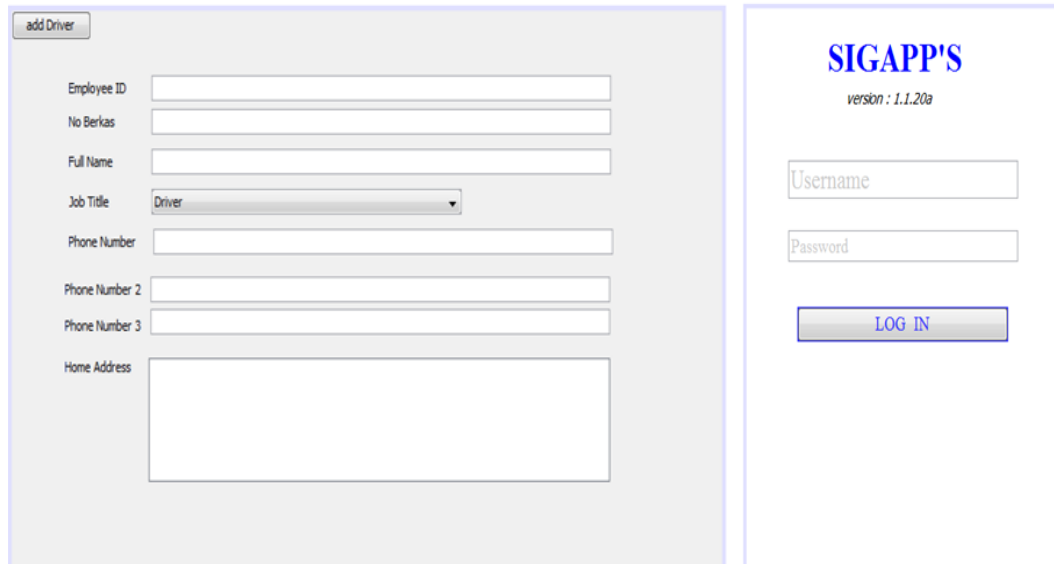 add Driver
Employee ID
No Berkas
Full Name
Job Titlle
Driver
Phone Number
Phone Number 2
Phone Number 3
Home Address
SIGAPP'S
version : 1.1.20a
Username
Password
LOG IN